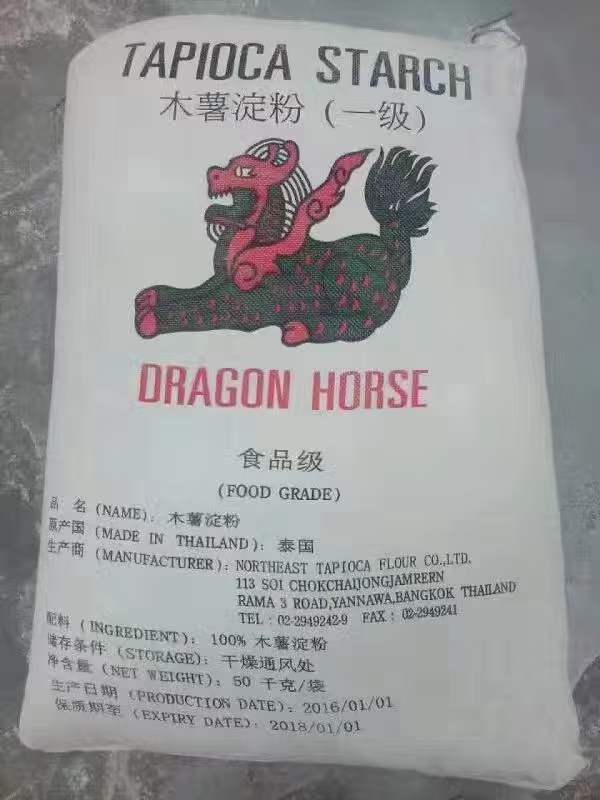 TAPIOCA STARCH
木薯淀粉（一级）
DRAGON HORSE
食品级
(FOOD GRADE)
品 名 (NAME)： 木薯淀粉
原产国 (MADE IN THAILAND)： 泰国
生产商 (MANUFACTURER)： NORTHEAST TAPIOCA FLOUR CO.,LTD.
113 SOI CHOKCHAIJONGJAMRERN
RAMA 3 ROAD,YANNAWA,BANGKOK THAILAND
TEL : 02-2949242-9 FAX : 02-2949241
配料 (INGREDIENT)： 100% 木薯淀粉
储存条件 (STORAGE)： 干燥通风处
净含量 (NET WEIGHT)： 50 千克/袋
生产日期 (PRODUCTION DATE)： 2016/01/01
保质期至 (EXPIRY DATE)： 2018/01/01